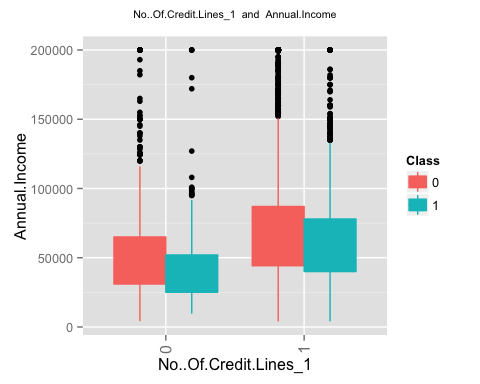 No..Of.Credit.Lines_1 and Annual.Income
200000
150000
100000
50000
0
Annual.Income
0
1
No..Of.Credit.Lines_1
Class
0
1